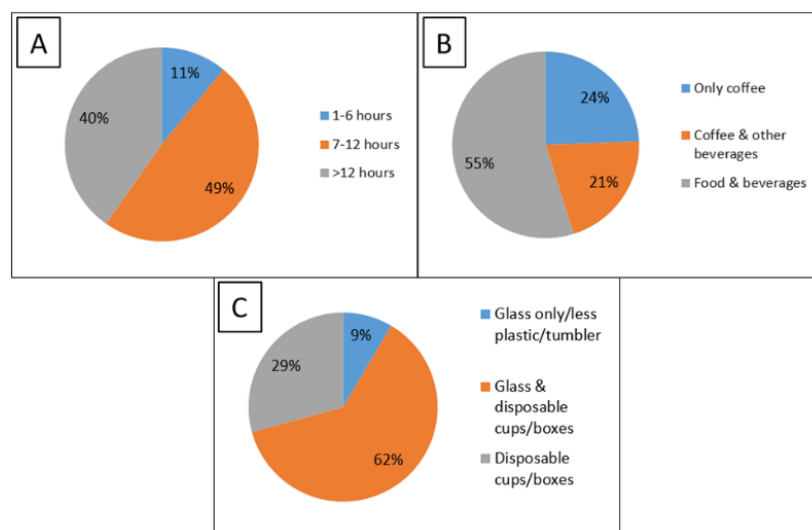 A
11%
40%
49%
1-6 hours
7-12 hours
>12 hours
B
24%
55%
21%
Only coffee
Coffee & other
beverages
Food & beverages
C
9%
29%
62%
Glass only/less
plastic/tumbler
Glass &
disposable
cups/boxes
Disposable
cups/boxes